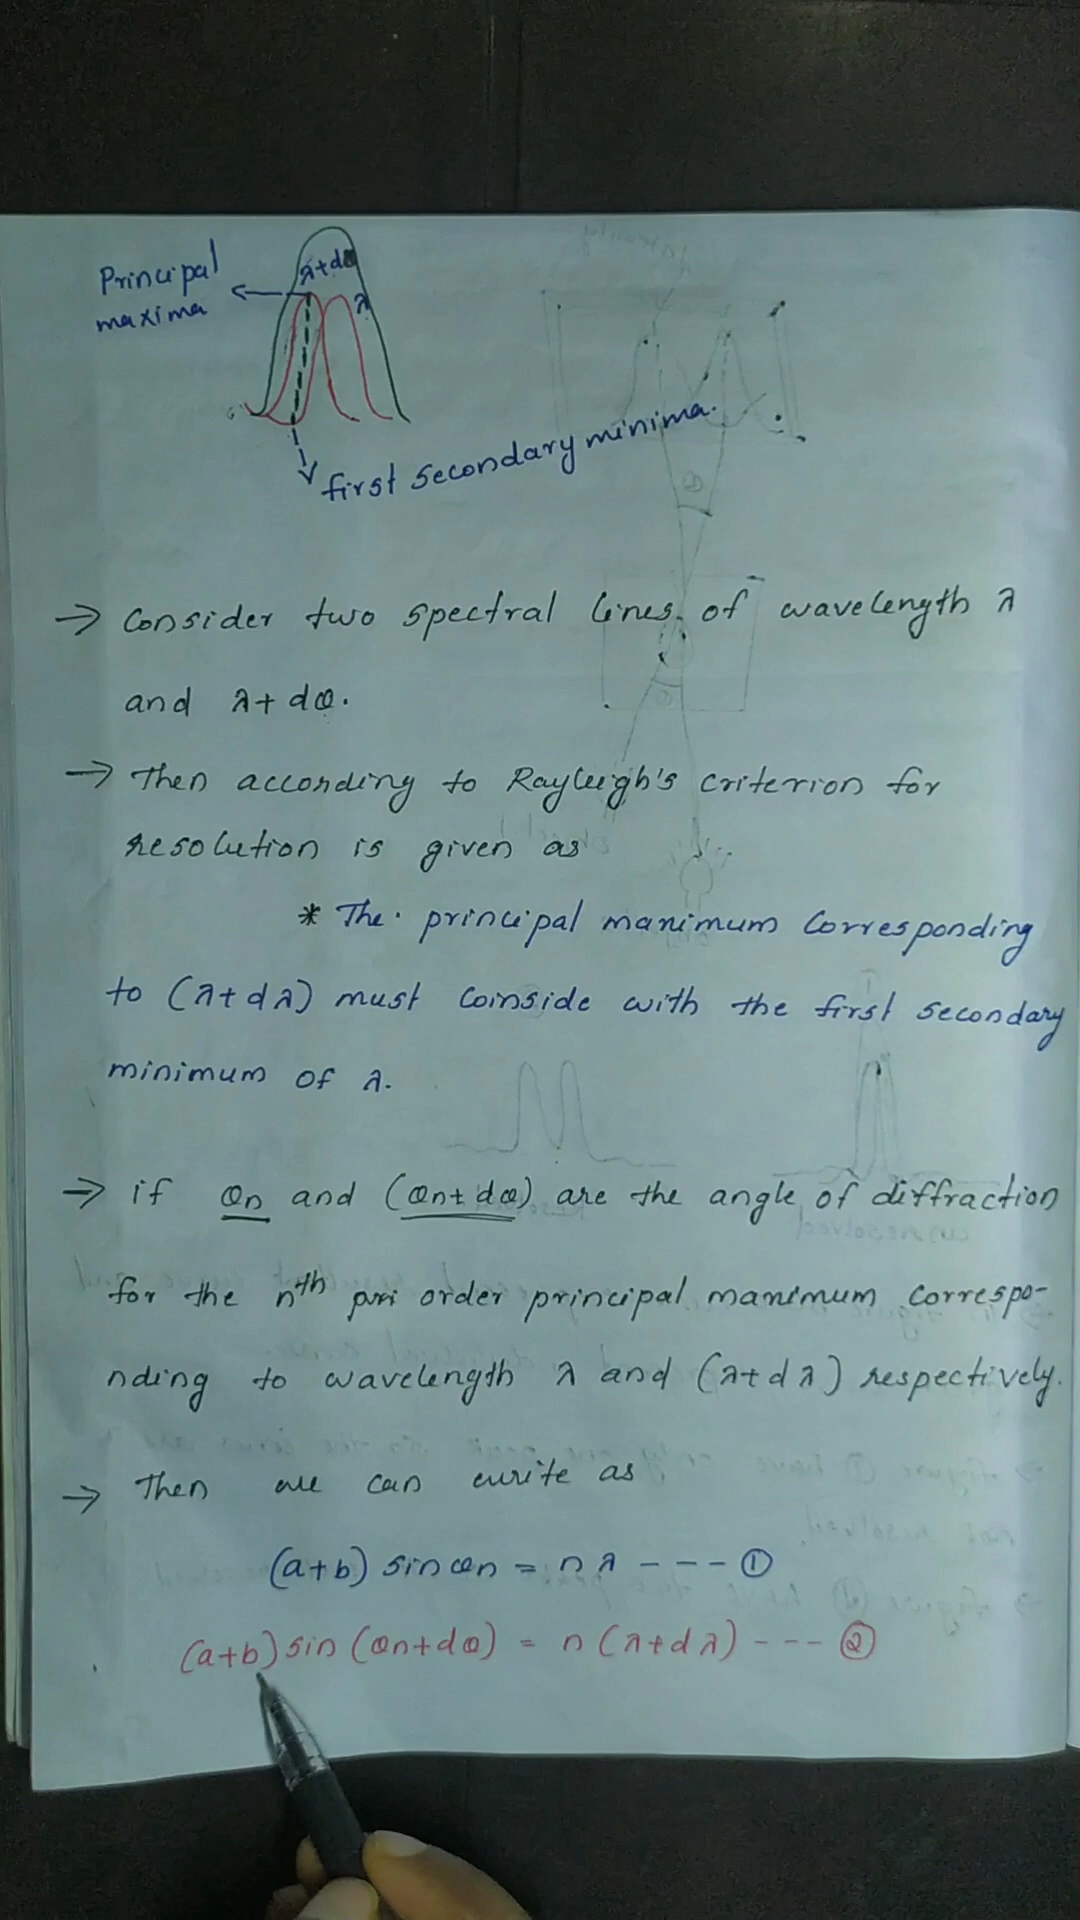 Principal
maxima
λ+dθ
λ
first secondary minima.
→ Consider two spectral lines of wavelength λ
and λ+dθ.
→ Then according to Rayleigh's criterion for
resolution is given as
* The principal maximum Corresponding
to (λ+dλ) must Coinside with the first secondary
minimum of λ.
→ if θn and (θn+dθ) are the angle of diffraction
for the nth pri order principal maximum correspo-
nding to wavelength λ and (λ+dλ) respectively.
→ Then we can write as
(a+b) sin θn = nλ --- ①
(a+b) sin (θn+dθ) = n(λ+dλ) --- ②